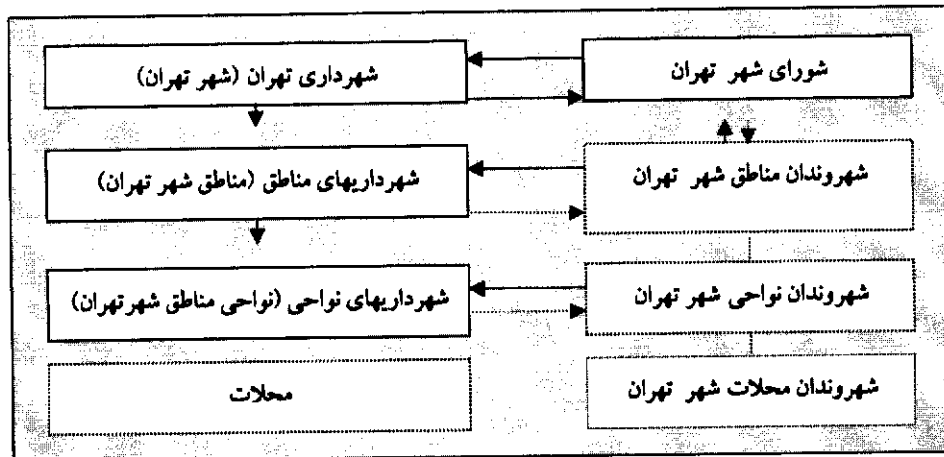 شورای شهر تهران
شهرداری تهران (شهر تهران)
شهروندان مناطق شهر تهران
شهرداریهای مناطق (مناطق شهر تهران)
شهروندان نواحی شهر تهران
شهرداریهای نواحی (نواحی مناطق شهرتهران)
شهروندان محلات شهر تهران
محلات